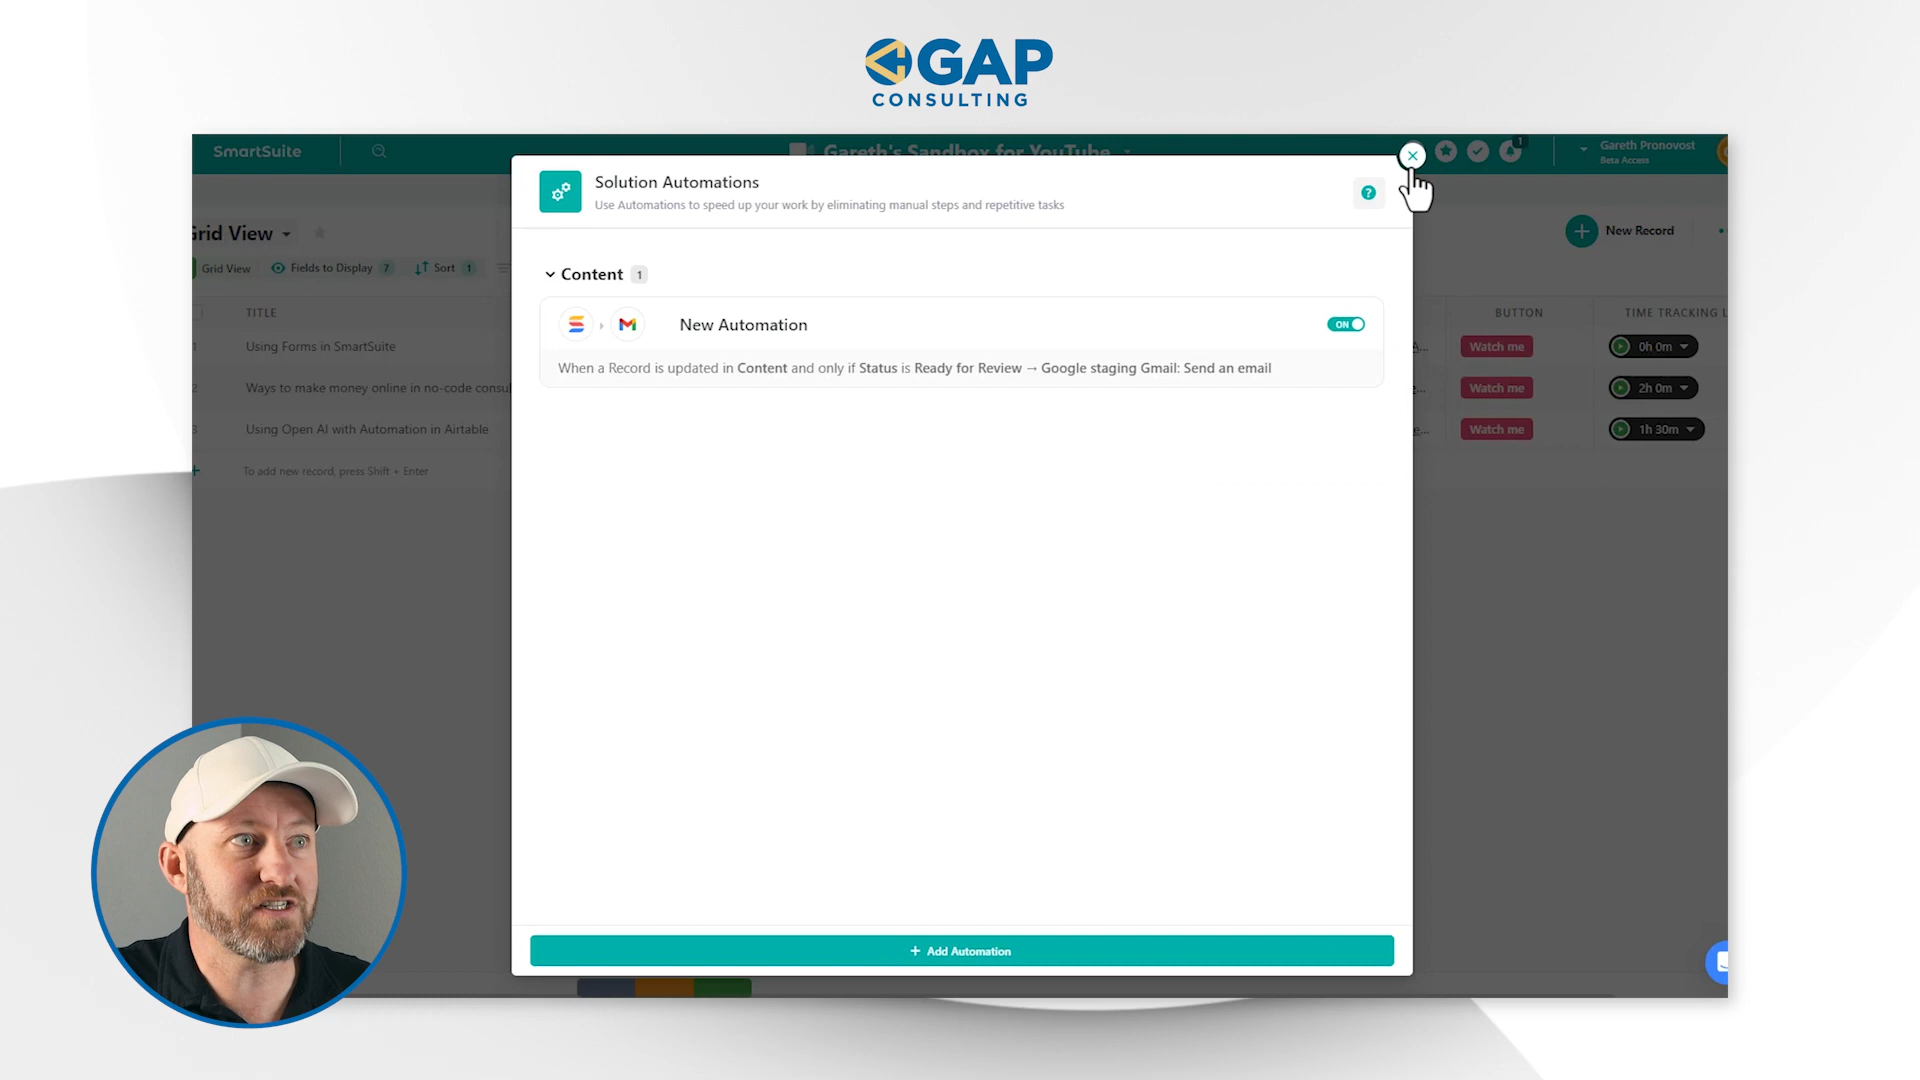 GAP
CONSULTING
SmartSuite
Gareth's Sandbox for YouTube
1
Gareth Pronovost
Beta Access
Solution Automations
Use Automations to speed up your work by eliminating manual steps and repetitive tasks
?
Grid View
New Record
Grid View
Fields to Display 7
Sort 1
Content 1
TITLE
BUTTON
TIME TRACKING L
New Automation
ON
1
Using Forms in SmartSuite
Watch me
0h 0m
When a Record is updated in Content and only if Status is Ready for Review → Google staging Gmail: Send an email
2
Ways to make money online in no-code consul
Watch me
2h 0m
3
Using Open AI with Automation in Airtable
Watch me
1h 30m
To add new record, press Shift + Enter
+ Add Automation